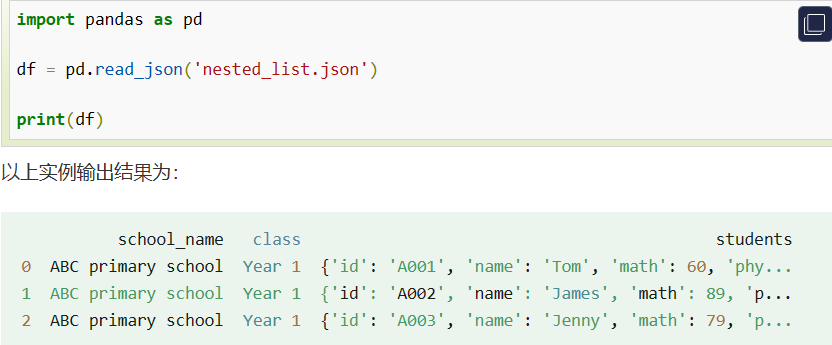 import pandas as pd
df = pd.read_json('nested_list.json')
print(df)
以上实例输出结果为：
school_name class students
0 ABC primary school Year 1 {'id': 'A001', 'name': 'Tom', 'math': 60, 'phy...
1 ABC primary school Year 1 {'id': 'A002', 'name': 'James', 'math': 89, 'p...
2 ABC primary school Year 1 {'id': 'A003', 'name': 'Jenny', 'math': 79, 'p...